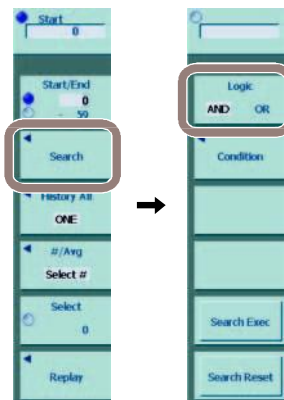 Start
0
Start/End
0
- 59
Search
History All
ONE
#/Avg
Select #
Select
0
Replay
Logic
AND OR
Condition
Search Exec
Search Reset